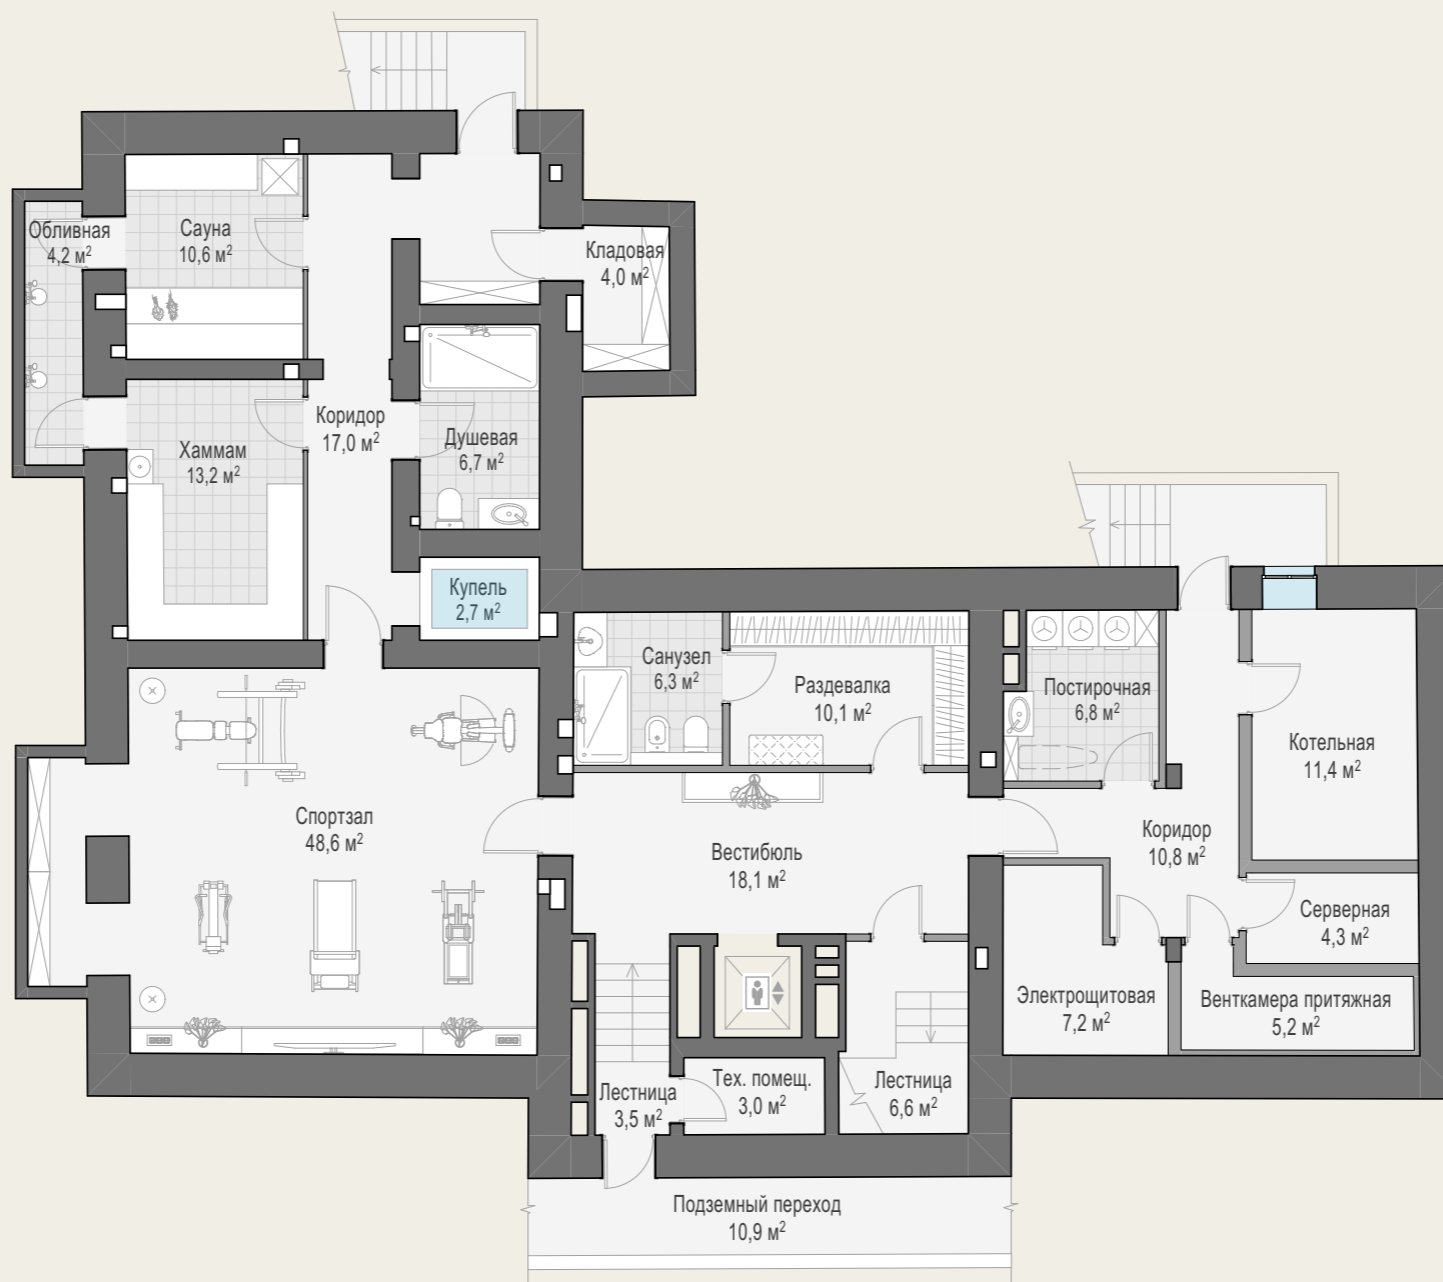 Обливная
4,2 м²
Сауна
10,6 м²
Кладовая
4,0 м²
Коридор
17,0 м²
Душевая
6,7 м²
Хаммам
13,2 м²
Купель
2,7 м²
Санузел
6,3 м²
Раздевалка
10,1 м²
Постирочная
6,8 м²
Котельная
11,4 м²
Спортзал
48,6 м²
Вестибюль
18,1 м²
Коридор
10,8 м²
Серверная
4,3 м²
Электрощитовая
7,2 м²
Венткамера притяжная
5,2 м²
Лестница
3,5 м²
Тех. помещ.
3,0 м²
Лестница
6,6 м²
Подземный переход
10,9 м²